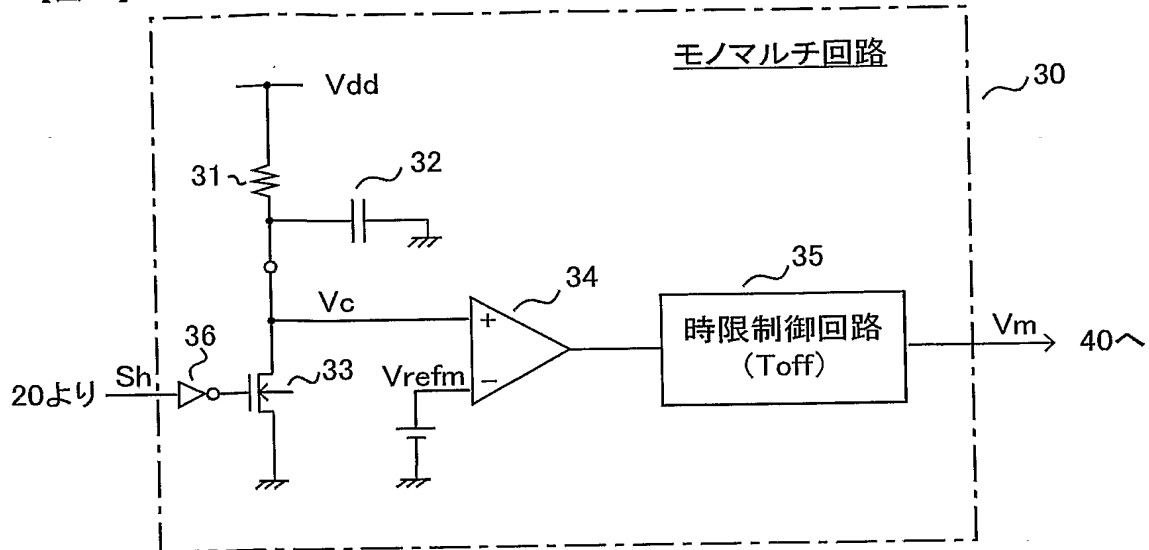 モノマルチ回路
30
Vdd
31
32
35
34
Vc
+
時限制御回路
(Toff)
Vm
40へ
36
Sh
33
Vrefm
−
20より